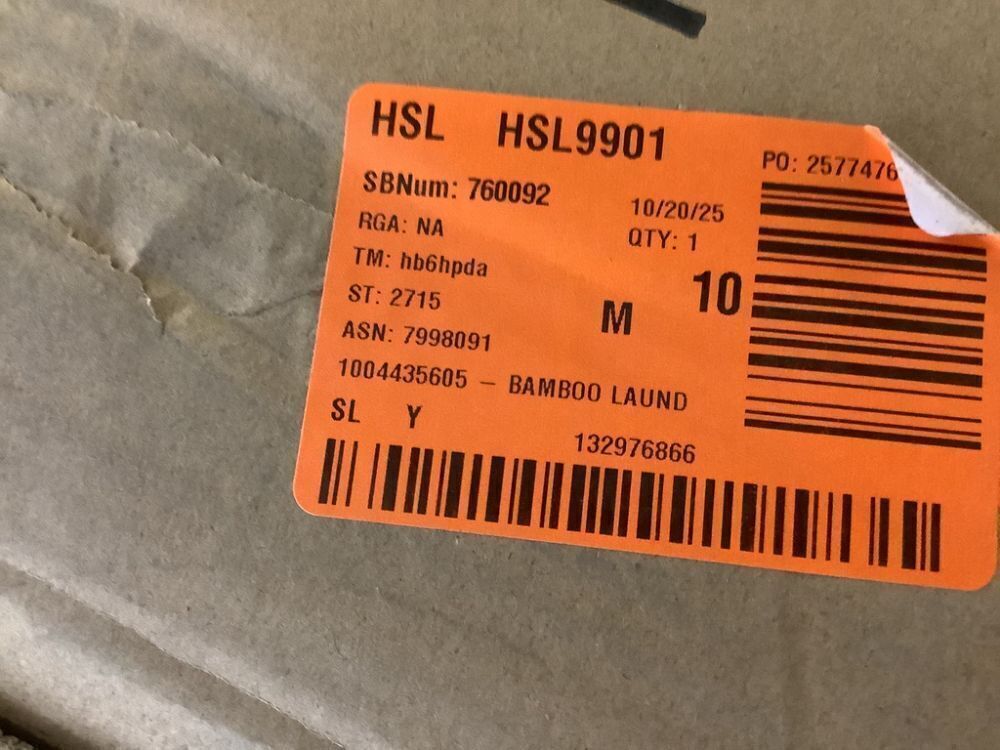 HSL HSL9901
PO: 2577476
SBNum: 760092
10/20/25
RGA: NA
QTY: 1
TM: hb6hpda
10
ST: 2715
M
ASN: 7998091
1004435605 – BAMBOO LAUND
SL Y
132976866